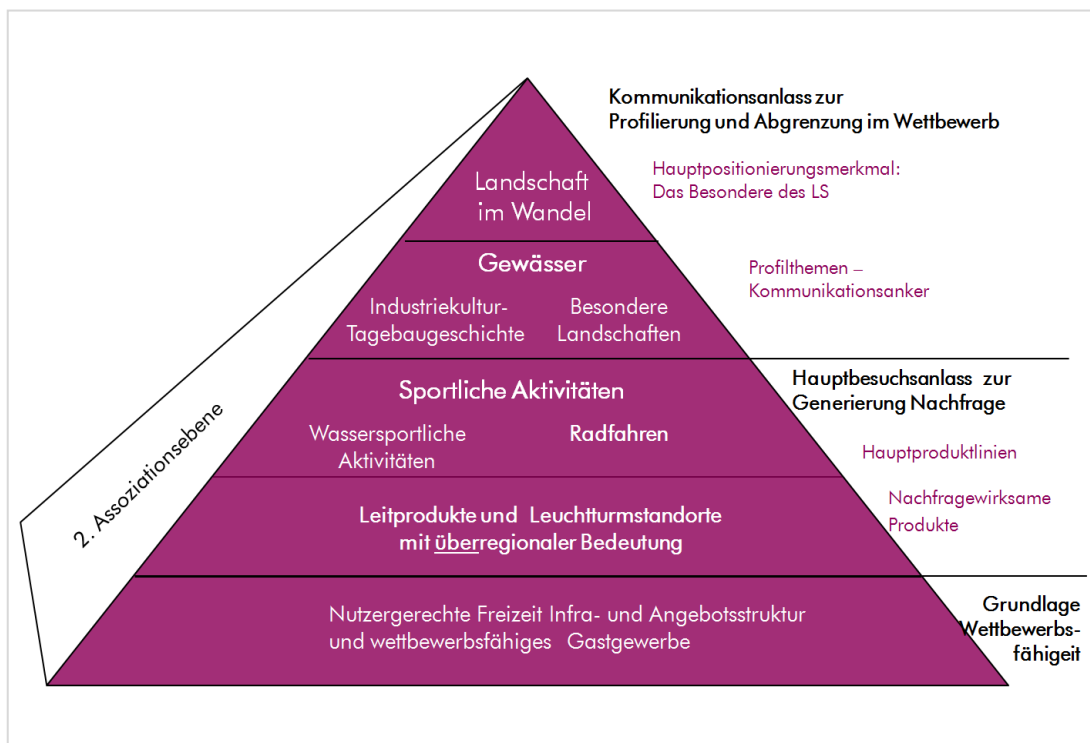 Kommunikationsanlass zur
Profilierung und Abgrenzung im Wettbewerb
Hauptpositionierungsmerkmal:
Das Besondere des LS
Landschaft
im Wandel
Gewässer
Industriekultur-
Tagebaugeschichte
Besondere
Landschaften
Profilthemen –
Kommunikationsanker
Hauptbesuchsanlass zur
Generierung Nachfrage
Sportliche Aktivitäten
Wassersportliche
Aktivitäten
Radfahren
Hauptproduktlinien
Nachfragewirksame
Produkte
2. Assoziationsebene
Leitprodukte und Leuchtturmstandorte
mit überregionaler Bedeutung
Nutzergerechte Freizeit Infra- und Angebotsstruktur
und wettbewerbsfähiges Gastgewerbe
Grundlage
Wettbewerbs-
fähigeit